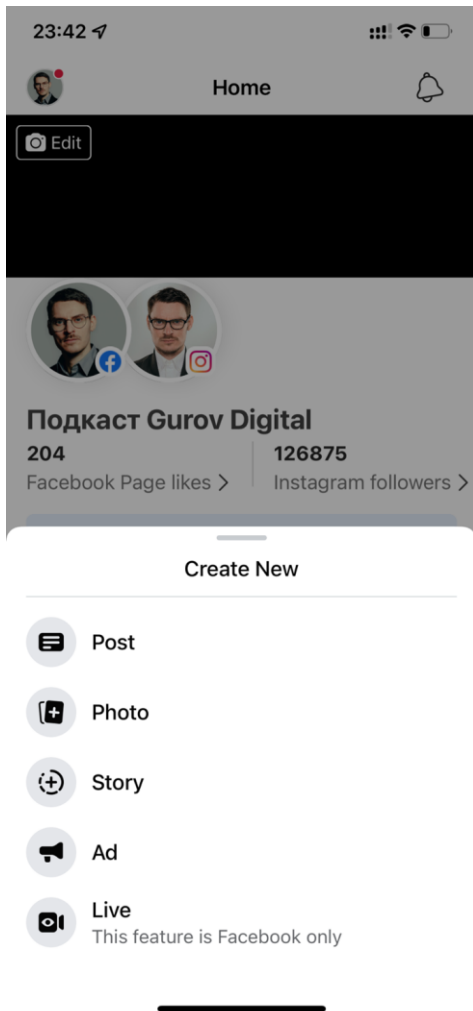 23:42
Home
Edit
Подкаст Gurov Digital
204
Facebook Page likes
126875
Instagram followers
Create New
Post
Photo
Story
Ad
Live
This feature is Facebook only